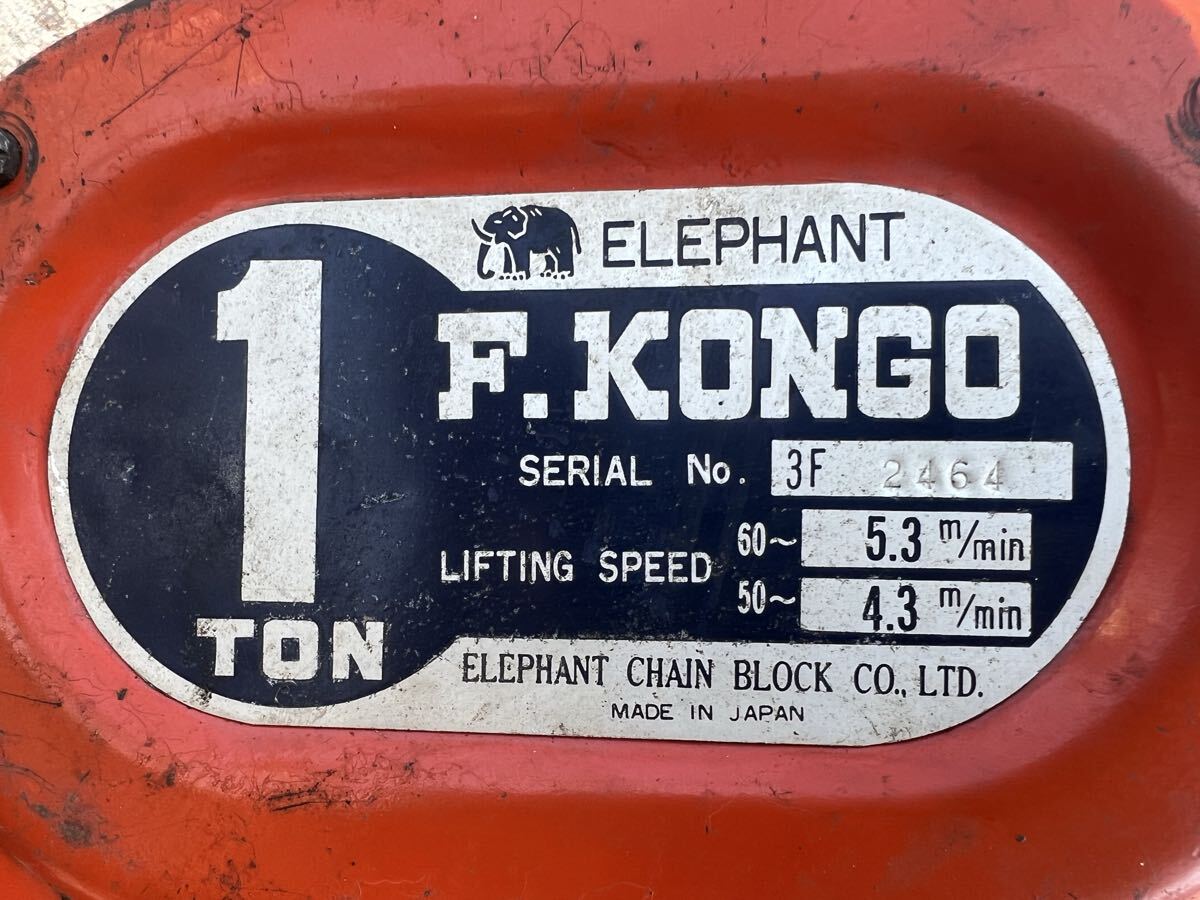 ELEPHANT
1
TON
F.KONGO
SERIAL No. 3F 2464
LIFTING SPEED
60~ 5.3 m/min
50~ 4.3 m/min
ELEPHANT CHAIN BLOCK CO., LTD.
MADE IN JAPAN